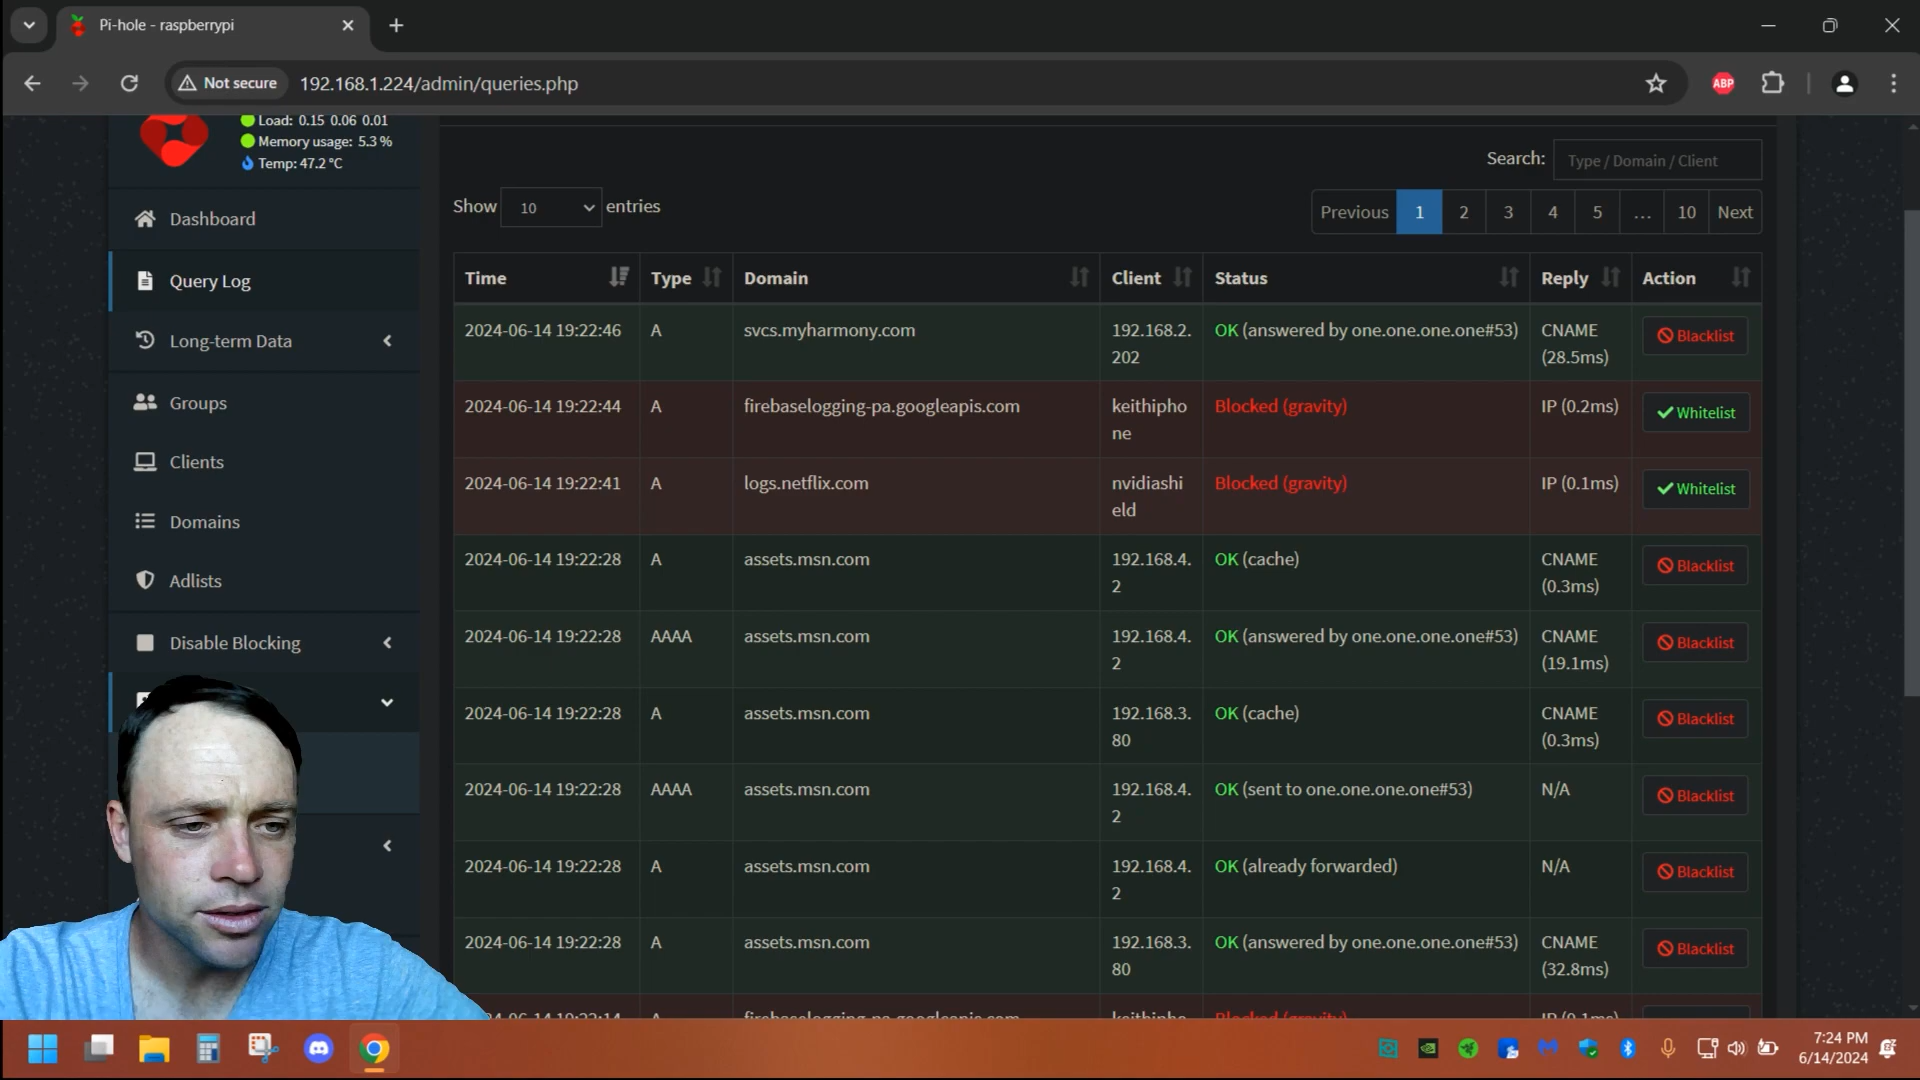 Pi-hole - raspberrypi
Not secure
192.168.1.224/admin/queries.php
ABP
Load: 0.15 0.06 0.01
Memory usage: 5.3 %
Temp: 47.2 °C
Dashboard
Query Log
Long-term Data
Groups
Clients
Domains
Adlists
Disable Blocking
Search: Type / Domain / Client
Show 10 entries
Previous 1 2 3 4 5 … 10 Next
Time Type Domain Client Status Reply Action
2024-06-14 19:22:46 A svcs.myharmony.com 192.168.2. OK (answered by one.one.one.one#53) CNAME Blacklist
202 (28.5ms)
2024-06-14 19:22:44 A firebaselogging-pa.googleapis.com keithipho Blocked (gravity) IP (0.2ms) Whitelist
ne
2024-06-14 19:22:41 A logs.netflix.com nvidiashi Blocked (gravity) IP (0.1ms) Whitelist
eld
2024-06-14 19:22:28 A assets.msn.com 192.168.4. OK (cache) CNAME Blacklist
2 (0.3ms)
2024-06-14 19:22:28 AAAA assets.msn.com 192.168.4. OK (answered by one.one.one.one#53) CNAME Blacklist
2 (19.1ms)
2024-06-14 19:22:28 A assets.msn.com 192.168.3. OK (cache) CNAME Blacklist
80 (0.3ms)
2024-06-14 19:22:28 AAAA assets.msn.com 192.168.4. OK (sent to one.one.one.one#53) N/A Blacklist
2
2024-06-14 19:22:28 A assets.msn.com 192.168.4. OK (already forwarded) N/A Blacklist
2
2024-06-14 19:22:28 A assets.msn.com 192.168.3. OK (answered by one.one.one.one#53) CNAME Blacklist
80 (32.8ms)
7:24 PM
6/14/2024